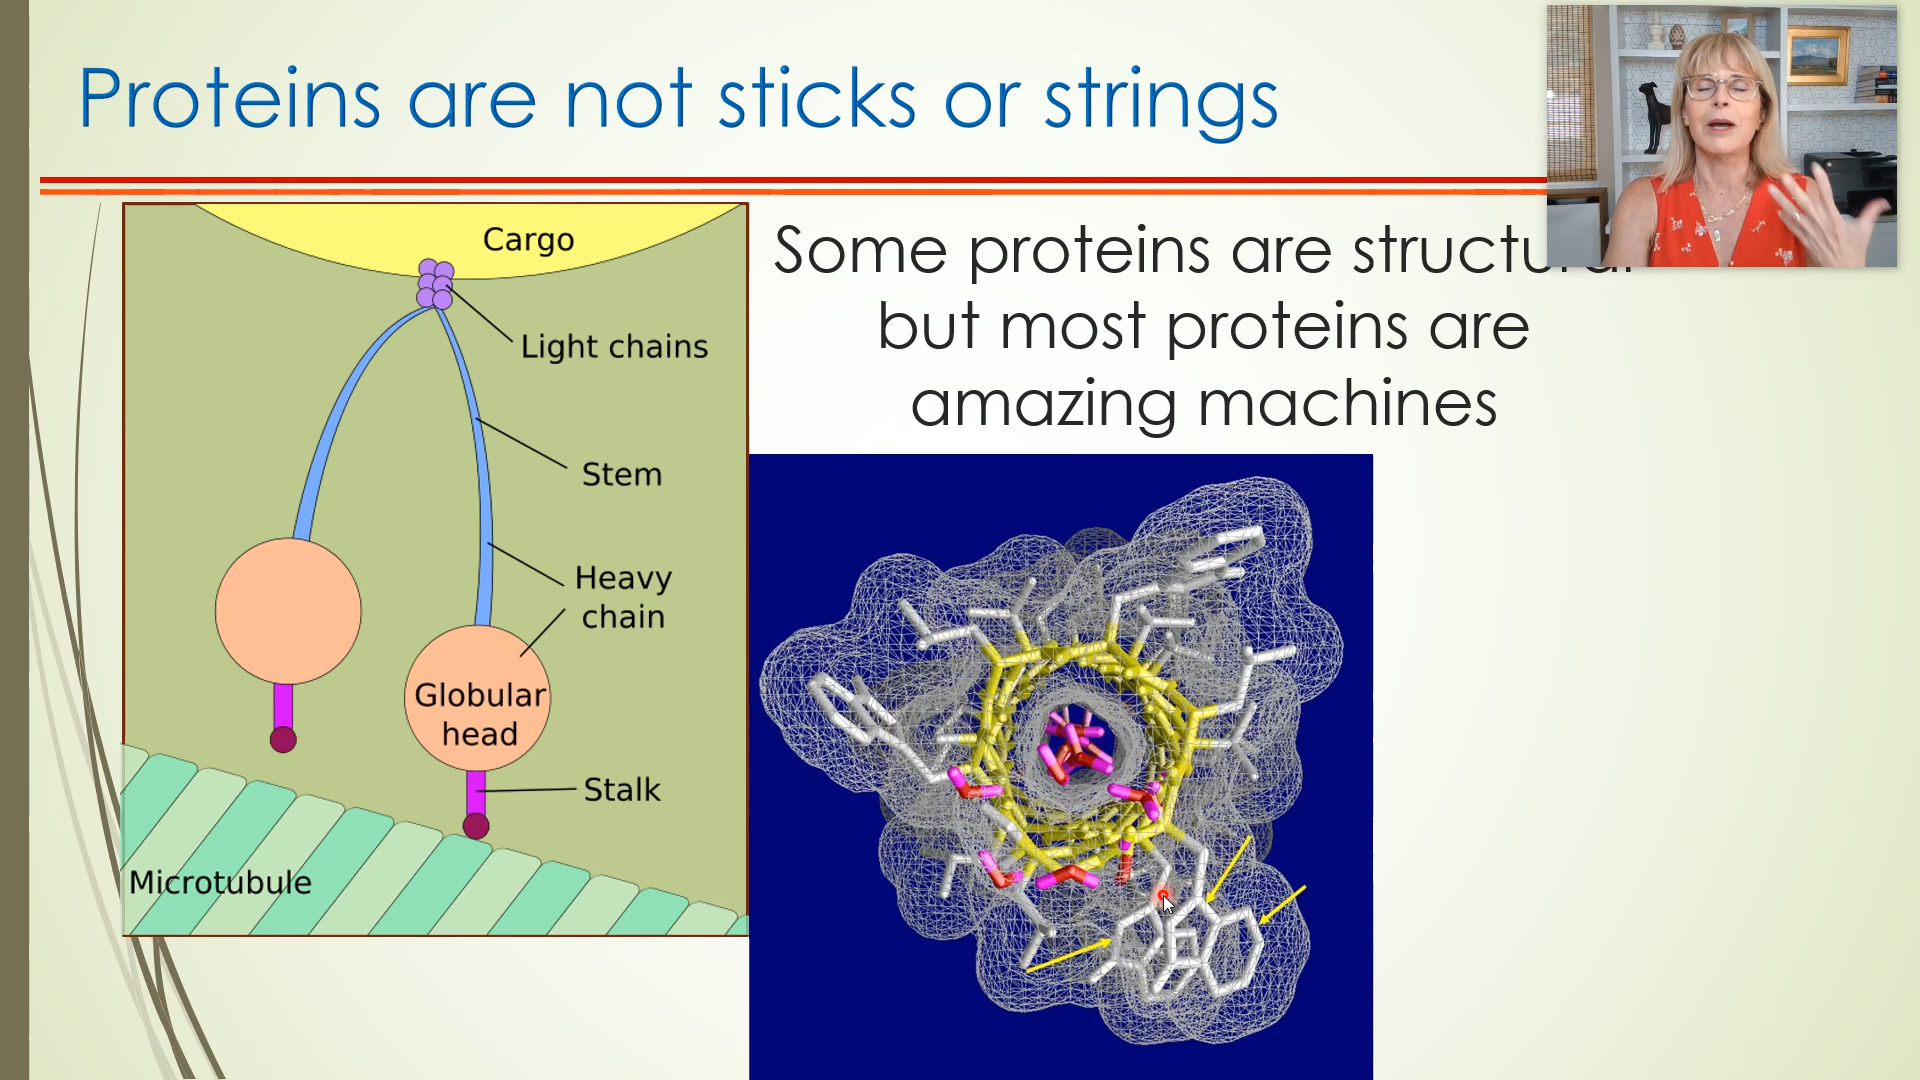 Proteins are not sticks or strings
Some proteins are structural
but most proteins are
amazing machines
Cargo
Light chains
Stem
Heavy
chain
Globular
head
Stalk
Microtubule